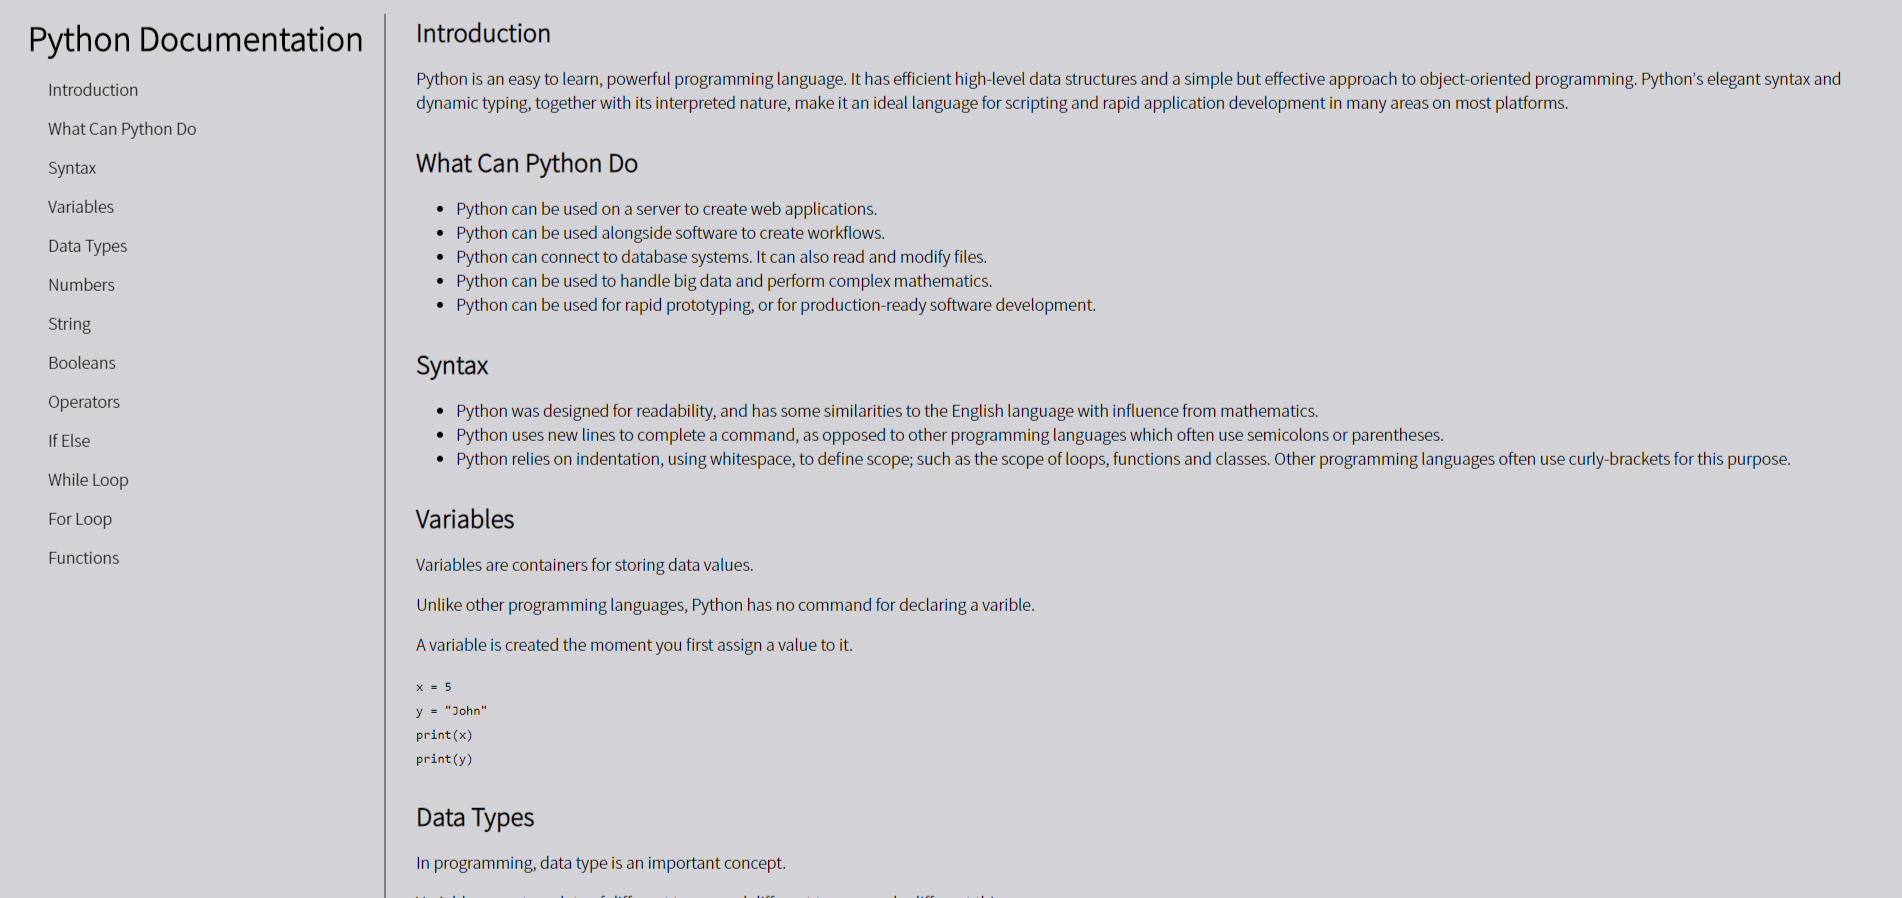 Python Documentation
Introduction
What Can Python Do
Syntax
Variables
Data Types
Numbers
String
Booleans
Operators
If Else
While Loop
For Loop
Functions
Introduction
Python is an easy to learn, powerful programming language. It has efficient high-level data structures and a simple but effective approach to object-oriented programming. Python's elegant syntax and
dynamic typing, together with its interpreted nature, make it an ideal language for scripting and rapid application development in many areas on most platforms.
What Can Python Do
Python can be used on a server to create web applications.
Python can be used alongside software to create workflows.
Python can connect to database systems. It can also read and modify files.
Python can be used to handle big data and perform complex mathematics.
Python can be used for rapid prototyping, or for production-ready software development.
Syntax
Python was designed for readability, and has some similarities to the English language with influence from mathematics.
Python uses new lines to complete a command, as opposed to other programming languages which often use semicolons or parentheses.
Python relies on indentation, using whitespace, to define scope; such as the scope of loops, functions and classes. Other programming languages often use curly-brackets for this purpose.
Variables
Variables are containers for storing data values.
Unlike other programming languages, Python has no command for declaring a varible.
A variable is created the moment you first assign a value to it.
x = 5
y = "John"
print(x)
print(y)
Data Types
In programming, data type is an important concept.